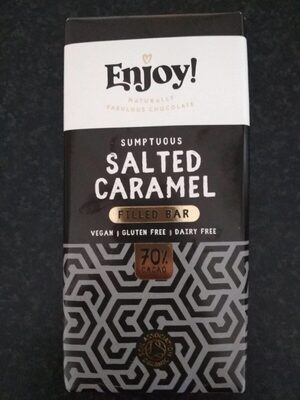 Enjoy!
NATURALLY
FABULOUS CHOCOLATE
SUMPTUOUS
SALTED
CARAMEL
FILLED BAR
VEGAN | GLUTEN FREE | DAIRY FREE
70%
CACAO